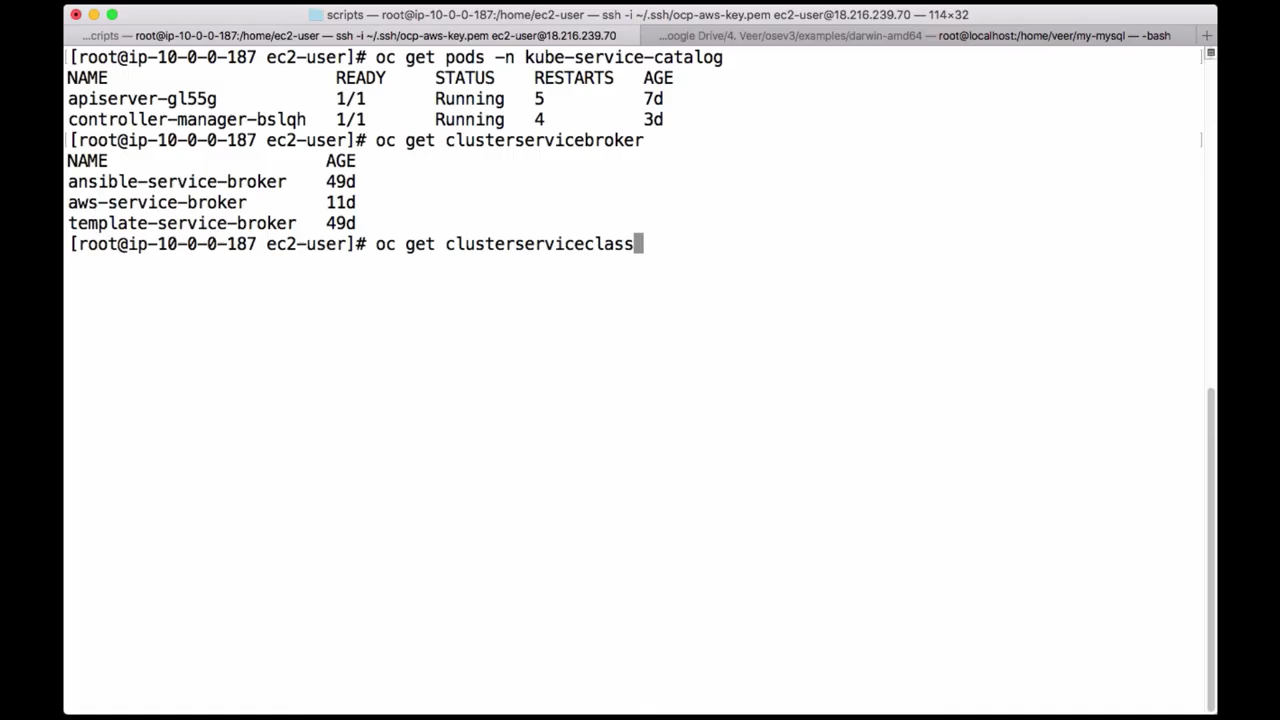 scripts — root@ip-10-0-0-187:/home/ec2-user — ssh -i ~/.ssh/ocp-aws-key.pem ec2-user@18.216.239.70 — 114×32
...cripts — root@ip-10-0-0-187:/home/ec2-user — ssh -i ~/.ssh/ocp-aws-key.pem ec2-user@18.216.239.70
...oogle Drive/4. Veer/osev3/examples/darwin-amd64 — root@localhost:/home/veer/my-mysql — -bash +
[root@ip-10-0-0-187 ec2-user]# oc get pods -n kube-service-catalog
NAME READY STATUS RESTARTS AGE
apiserver-gl55g 1/1 Running 5 7d
controller-manager-bslqh 1/1 Running 4 3d
[root@ip-10-0-0-187 ec2-user]# oc get clusterservicebroker
NAME AGE
ansible-service-broker 49d
aws-service-broker 11d
template-service-broker 49d
[root@ip-10-0-0-187 ec2-user]# oc get clusterserviceclass